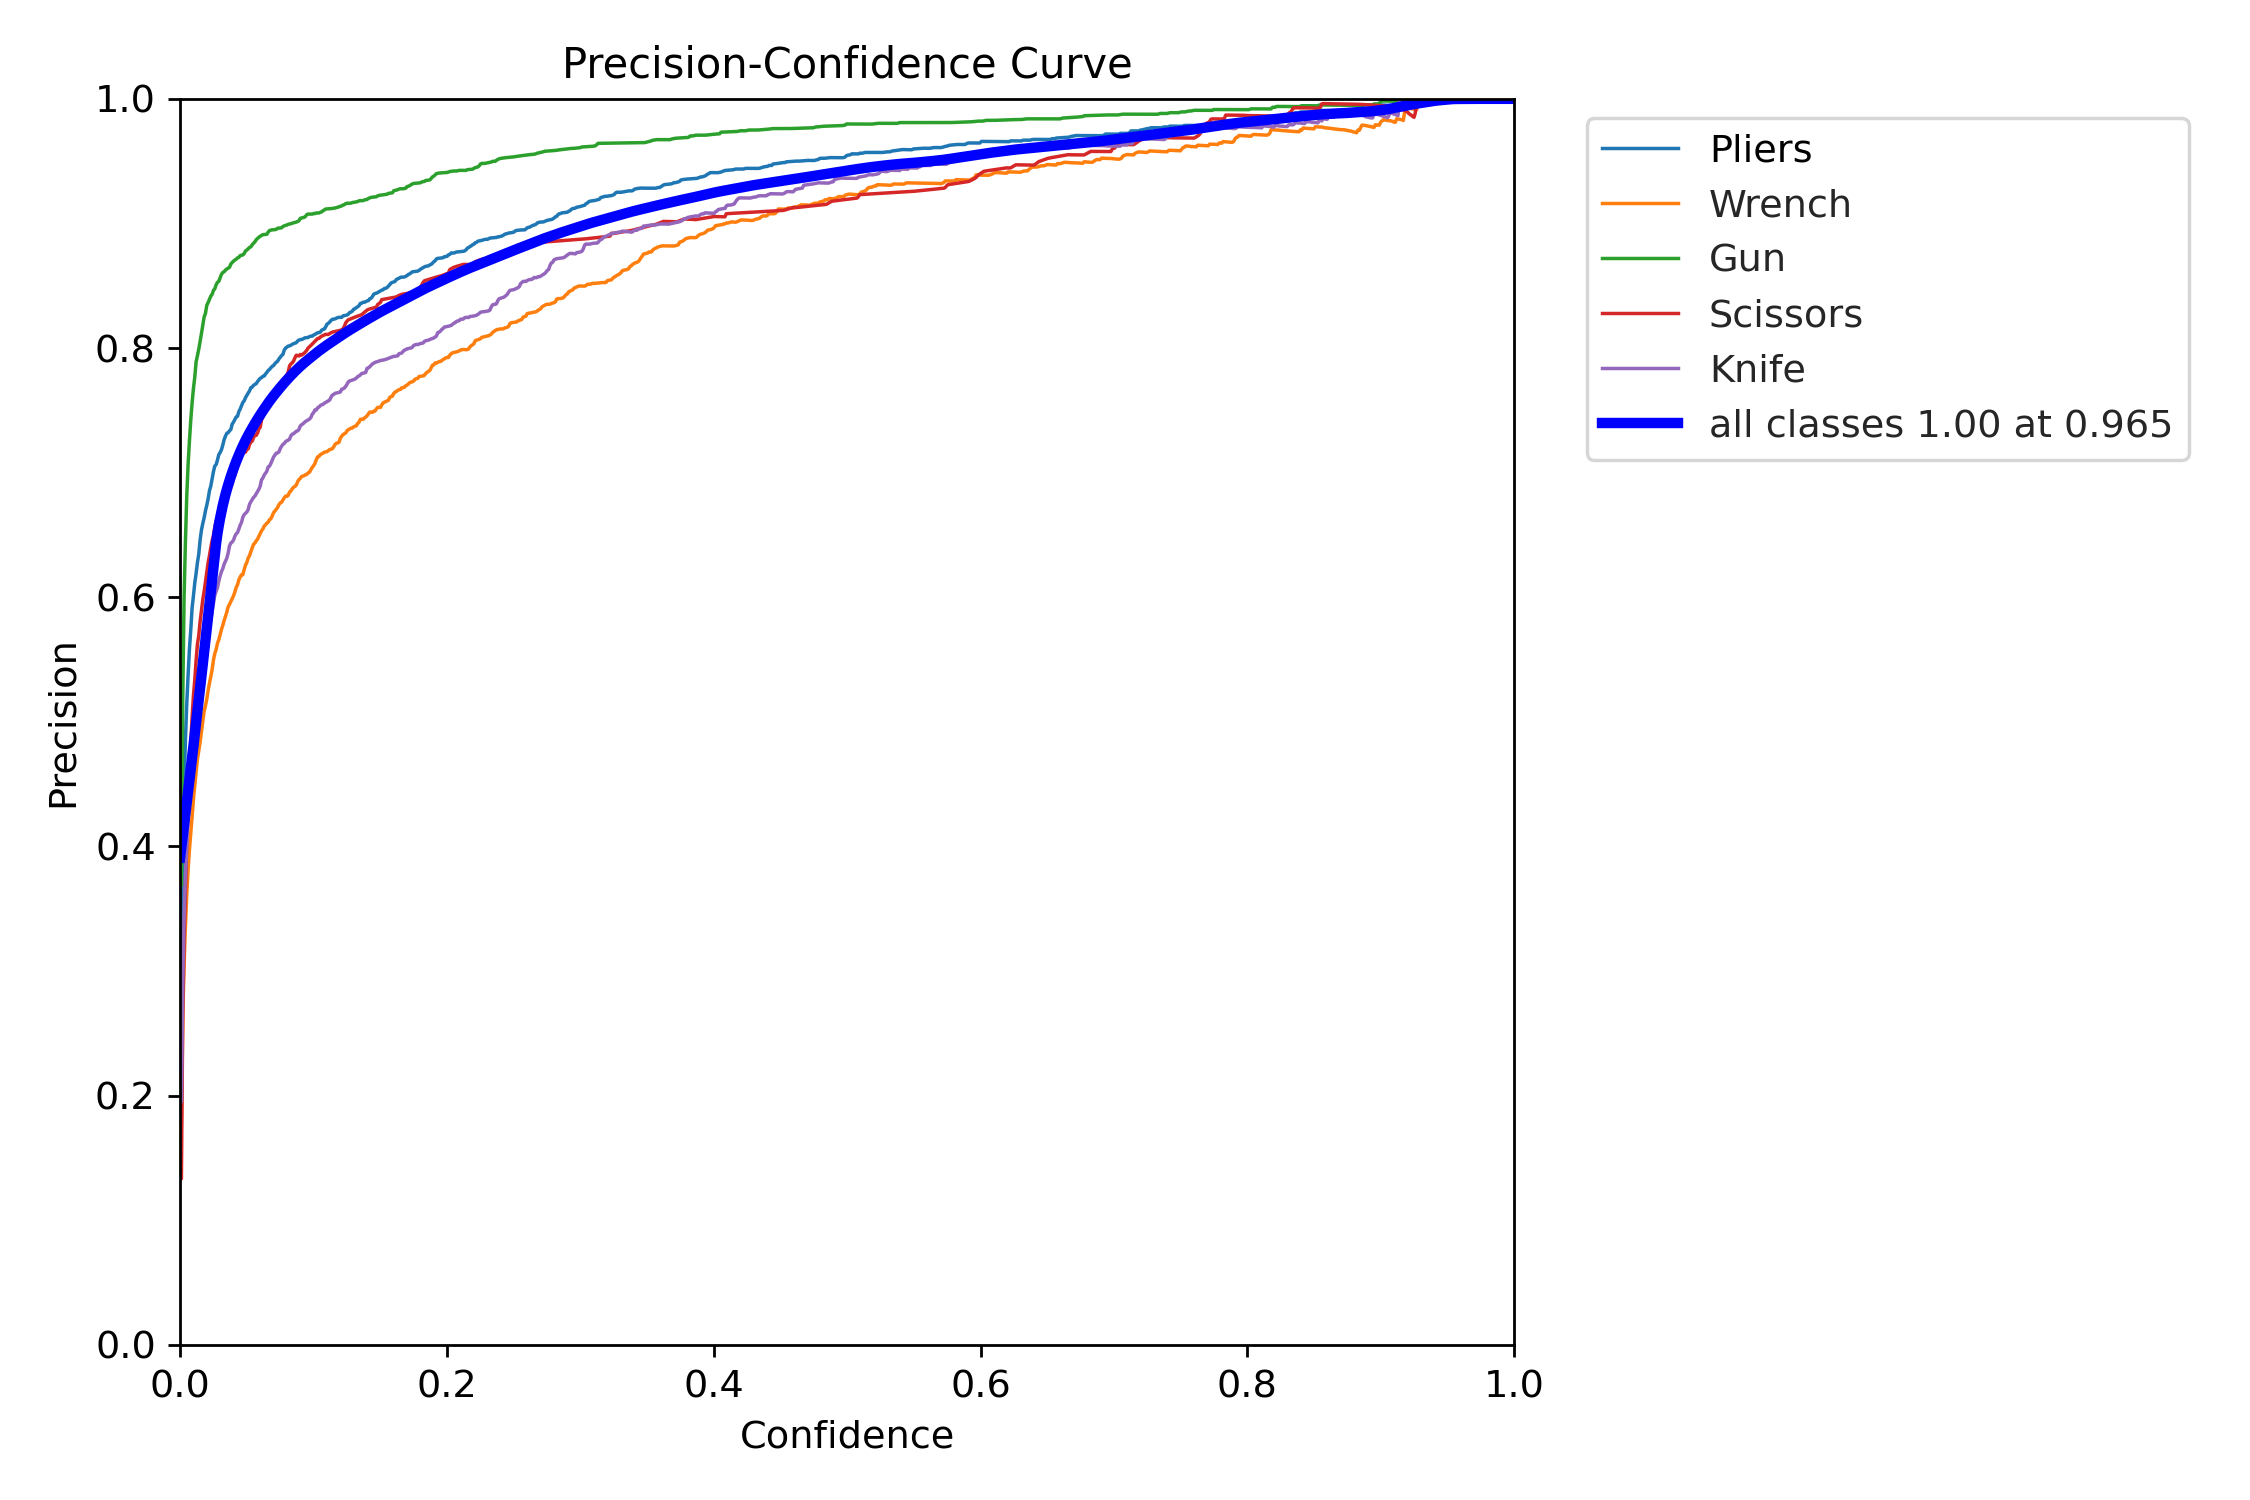 Precision-Confidence Curve
1.0
0.8
0.6
0.4
0.2
0.0
Precision
0.0 0.2 0.4 0.6 0.8 1.0
Confidence
Pliers
Wrench
Gun
Scissors
Knife
all classes 1.00 at 0.965